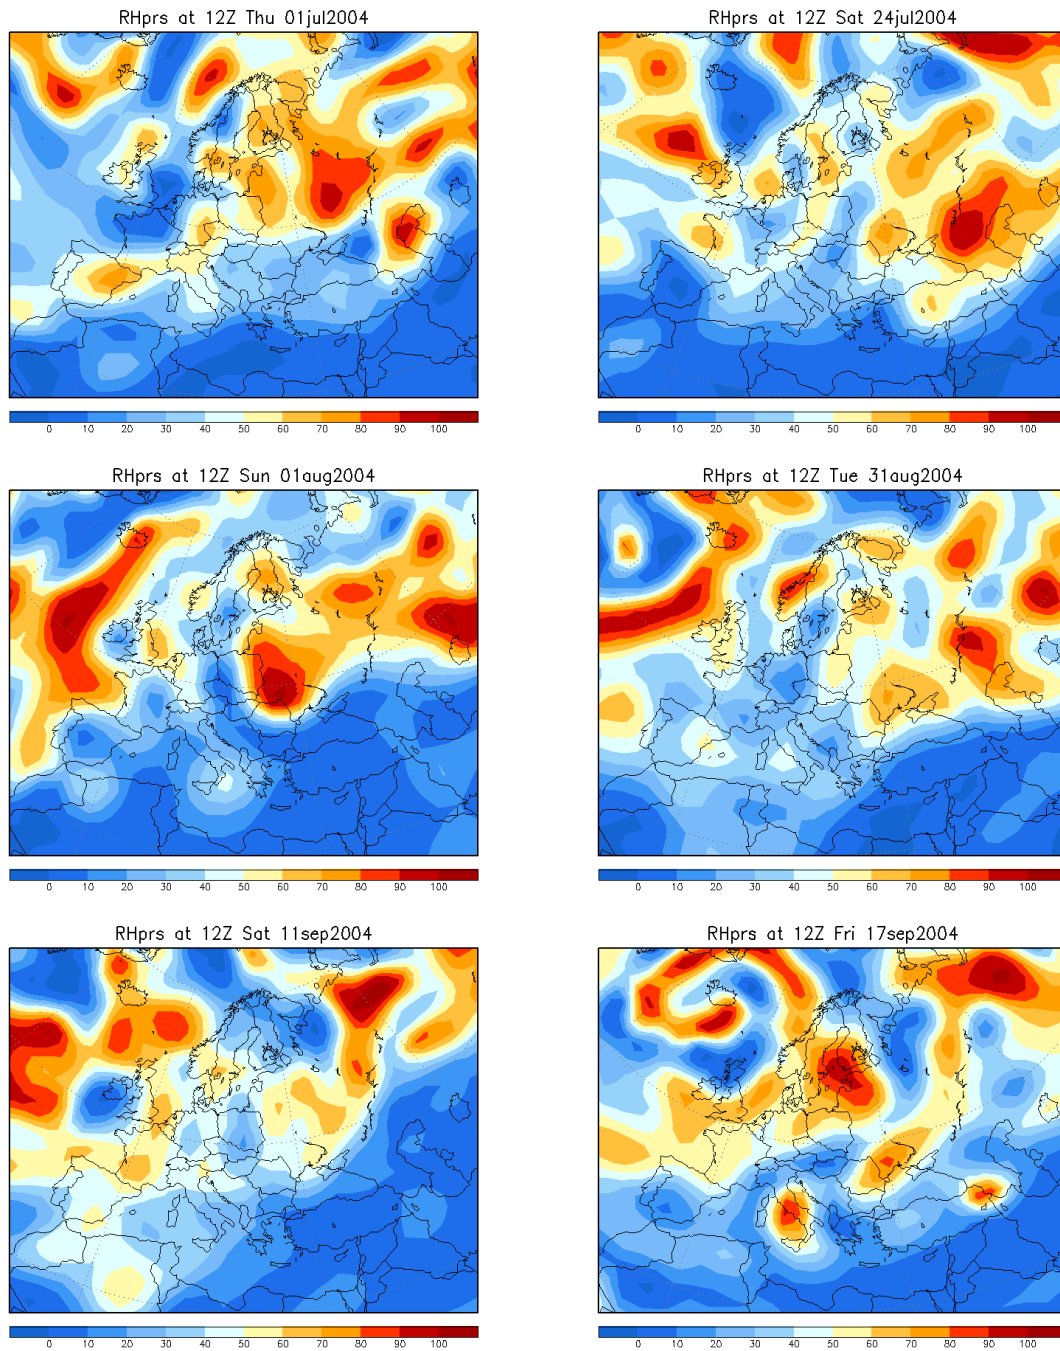 RHprs at 12Z Thu 01jul2004
RHprs at 12Z Sat 24jul2004
0 10 20 30 40 50 60 70 80 90 100
0 10 20 30 40 50 60 70 80 90 100
RHprs at 12Z Sun 01aug2004
RHprs at 12Z Tue 31aug2004
0 10 20 30 40 50 60 70 80 90 100
0 10 20 30 40 50 60 70 80 90 100
RHprs at 12Z Sat 11sep2004
RHprs at 12Z Fri 17sep2004
0 10 20 30 40 50 60 70 80 90 100
0 10 20 30 40 50 60 70 80 90 100